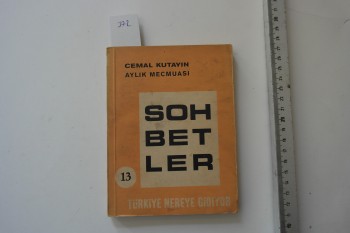 CEMAL KUTAYIN
AYLIK MECMUASI
SOH
BET
LER
13
TÜRKİYE NEREYE GİDİYOR